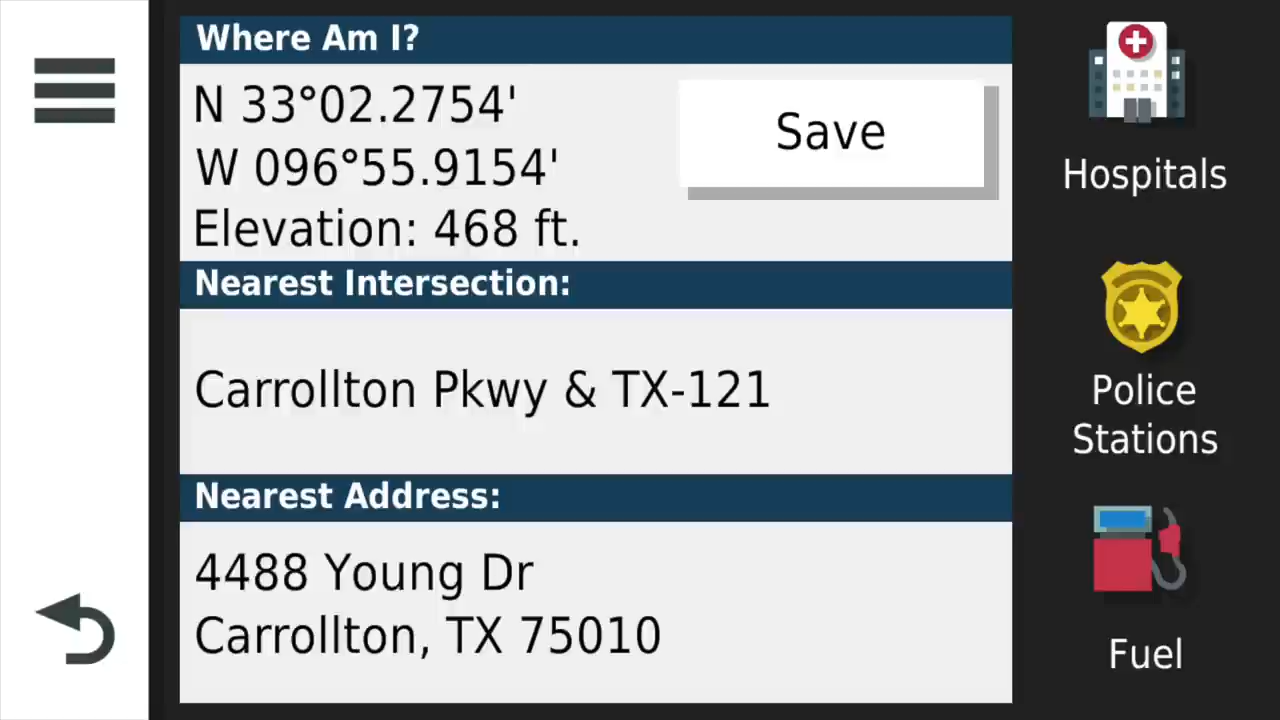 Where Am I?
N 33°02.2754'
W 096°55.9154'
Elevation: 468 ft.
Save
Nearest Intersection:
Carrollton Pkwy & TX-121
Nearest Address:
4488 Young Dr
Carrollton, TX 75010
Hospitals
Police
Stations
Fuel